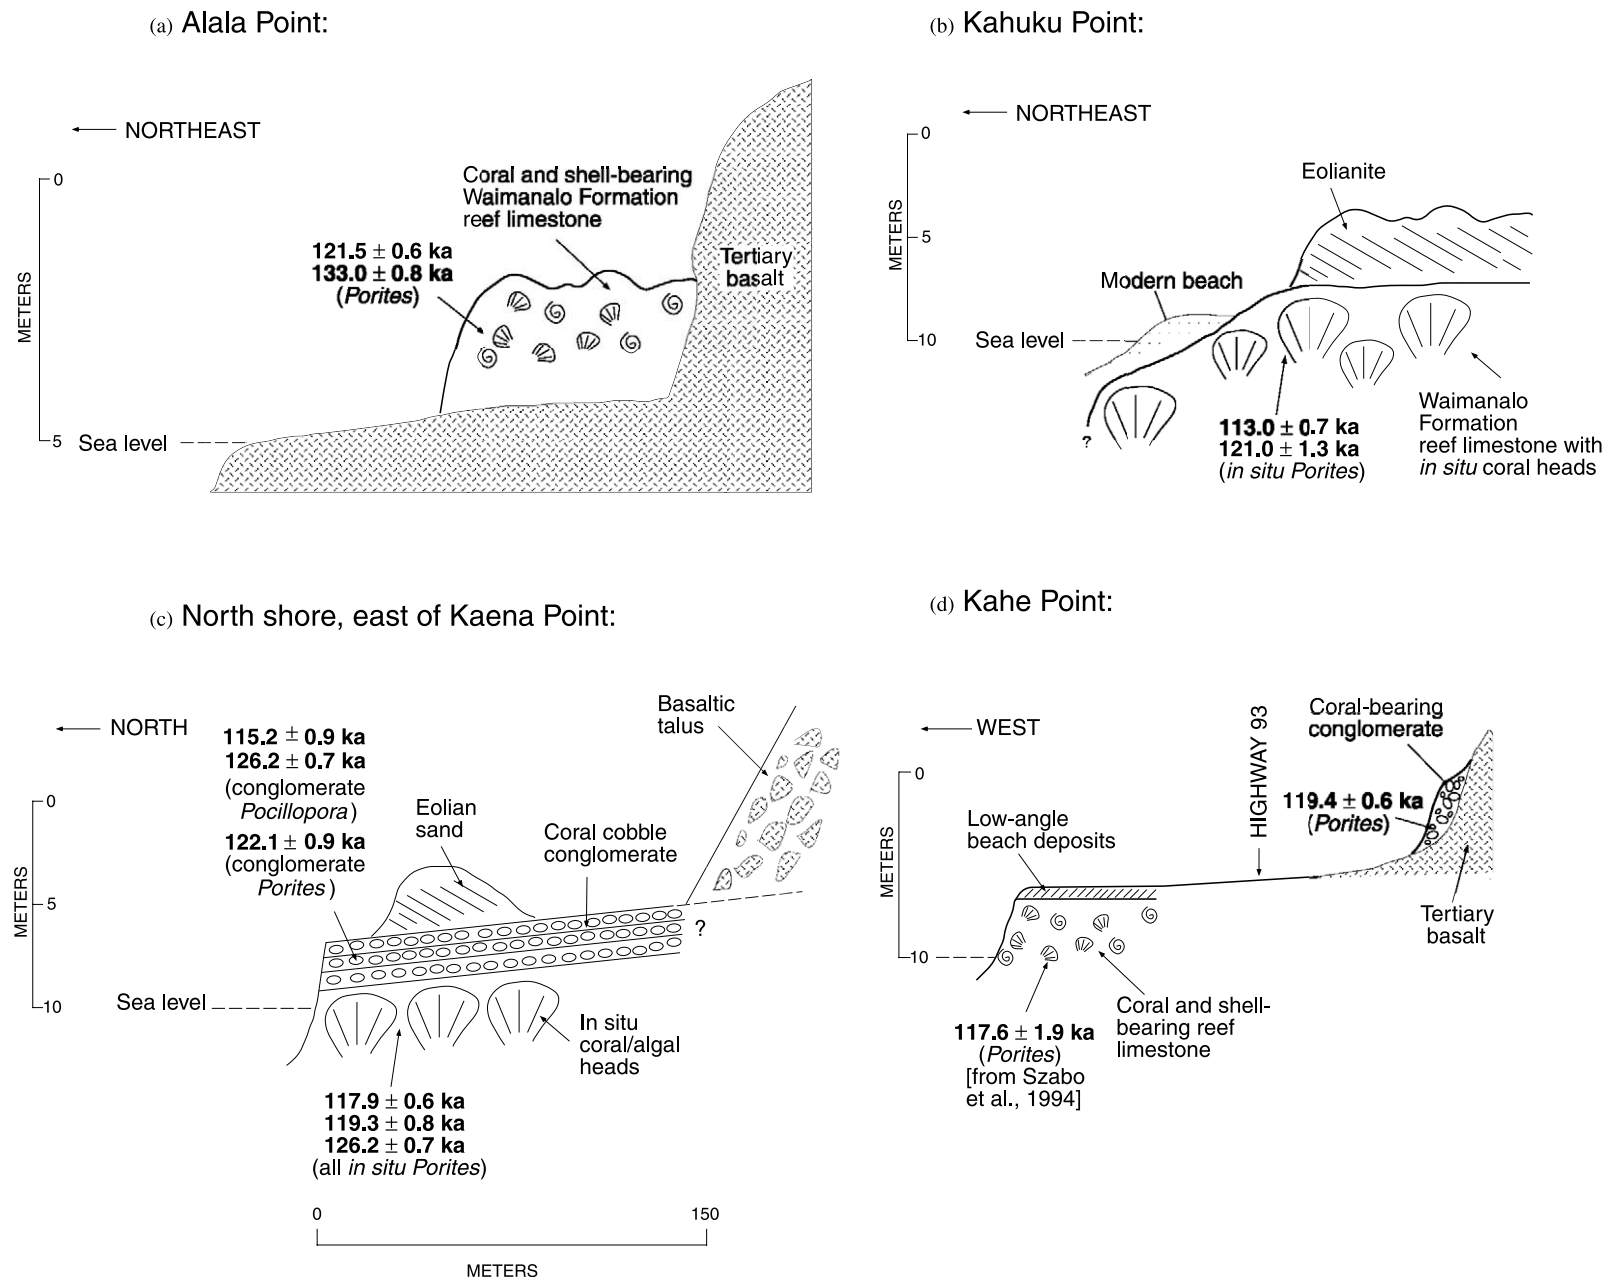 (a) Alala Point:
NORTHEAST
0
METERS
5
Coral and shell-bearing
Waimanalo Formation
reef limestone
121.5 ± 0.6 ka
133.0 ± 0.8 ka
(Porites)
Tertiary
basalt
Sea level
(b) Kahuku Point:
NORTHEAST
0
5
10
METERS
Eolianite
Modern beach
Sea level
?
113.0 ± 0.7 ka
121.0 ± 1.3 ka
(in situ Porites)
Waimanalo
Formation
reef limestone with
in situ coral heads
(c) North shore, east of Kaena Point:
NORTH
115.2 ± 0.9 ka
126.2 ± 0.7 ka
(conglomerate
Pocillopora)
122.1 ± 0.9 ka
(conglomerate
Porites)
0
5
10
METERS
Eolian
sand
Coral cobble
conglomerate
Basaltic
talus
?
Sea level
In situ
coral/algal
heads
117.9 ± 0.6 ka
119.3 ± 0.8 ka
126.2 ± 0.7 ka
(all in situ Porites)
0
150
METERS
(d) Kahe Point:
WEST
0
10
METERS
HIGHWAY 93
Coral-bearing
conglomerate
119.4 ± 0.6 ka
(Porites)
Low-angle
beach deposits
Tertiary
basalt
117.6 ± 1.9 ka
(Porites)
[from Szabo
et al., 1994]
Coral and shell-
bearing reef
limestone